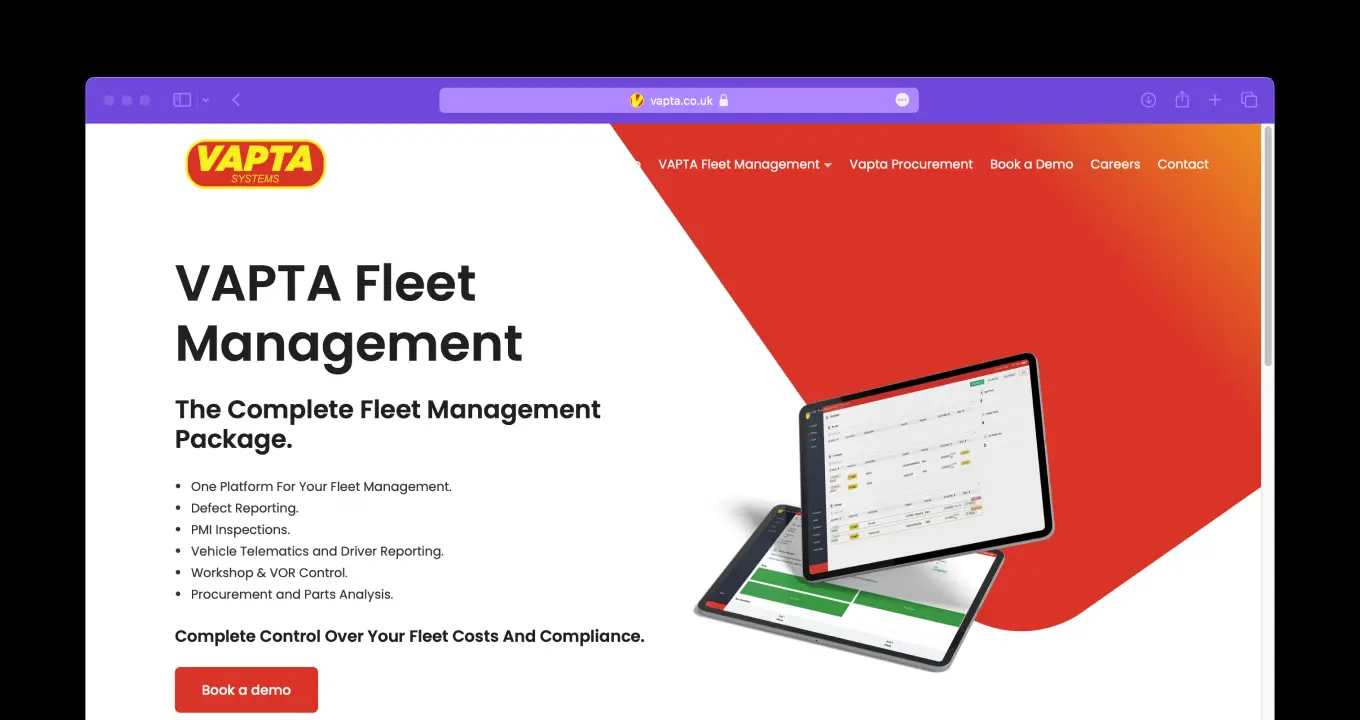 vapta.co.uk
VAPTA
SYSTEMS
VAPTA Fleet Management
Vapta Procurement
Book a Demo
Careers
Contact
VAPTA Fleet
Management
The Complete Fleet Management
Package.
One Platform For Your Fleet Management.
Defect Reporting.
PMI Inspections.
Vehicle Telematics and Driver Reporting.
Workshop & VOR Control.
Procurement and Parts Analysis.
Complete Control Over Your Fleet Costs And Compliance.
Book a demo